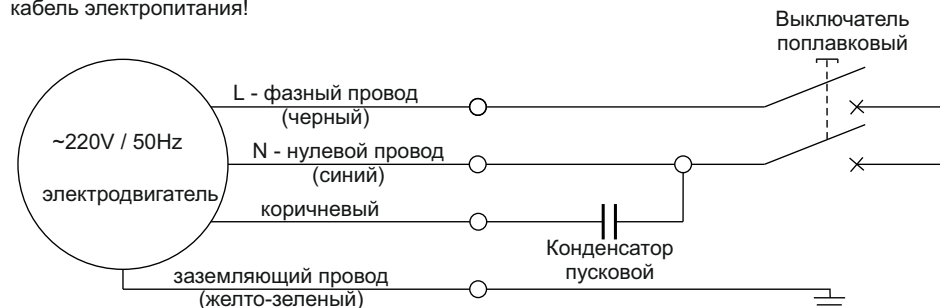 кабель электропитания!
Выключатель
поплавковый
L - фазный провод
(черный)
~220V / 50Hz
N - нулевой провод
(синий)
электродвигатель
коричневый
Конденсатор
пусковой
заземляющий провод
(желто-зеленый)